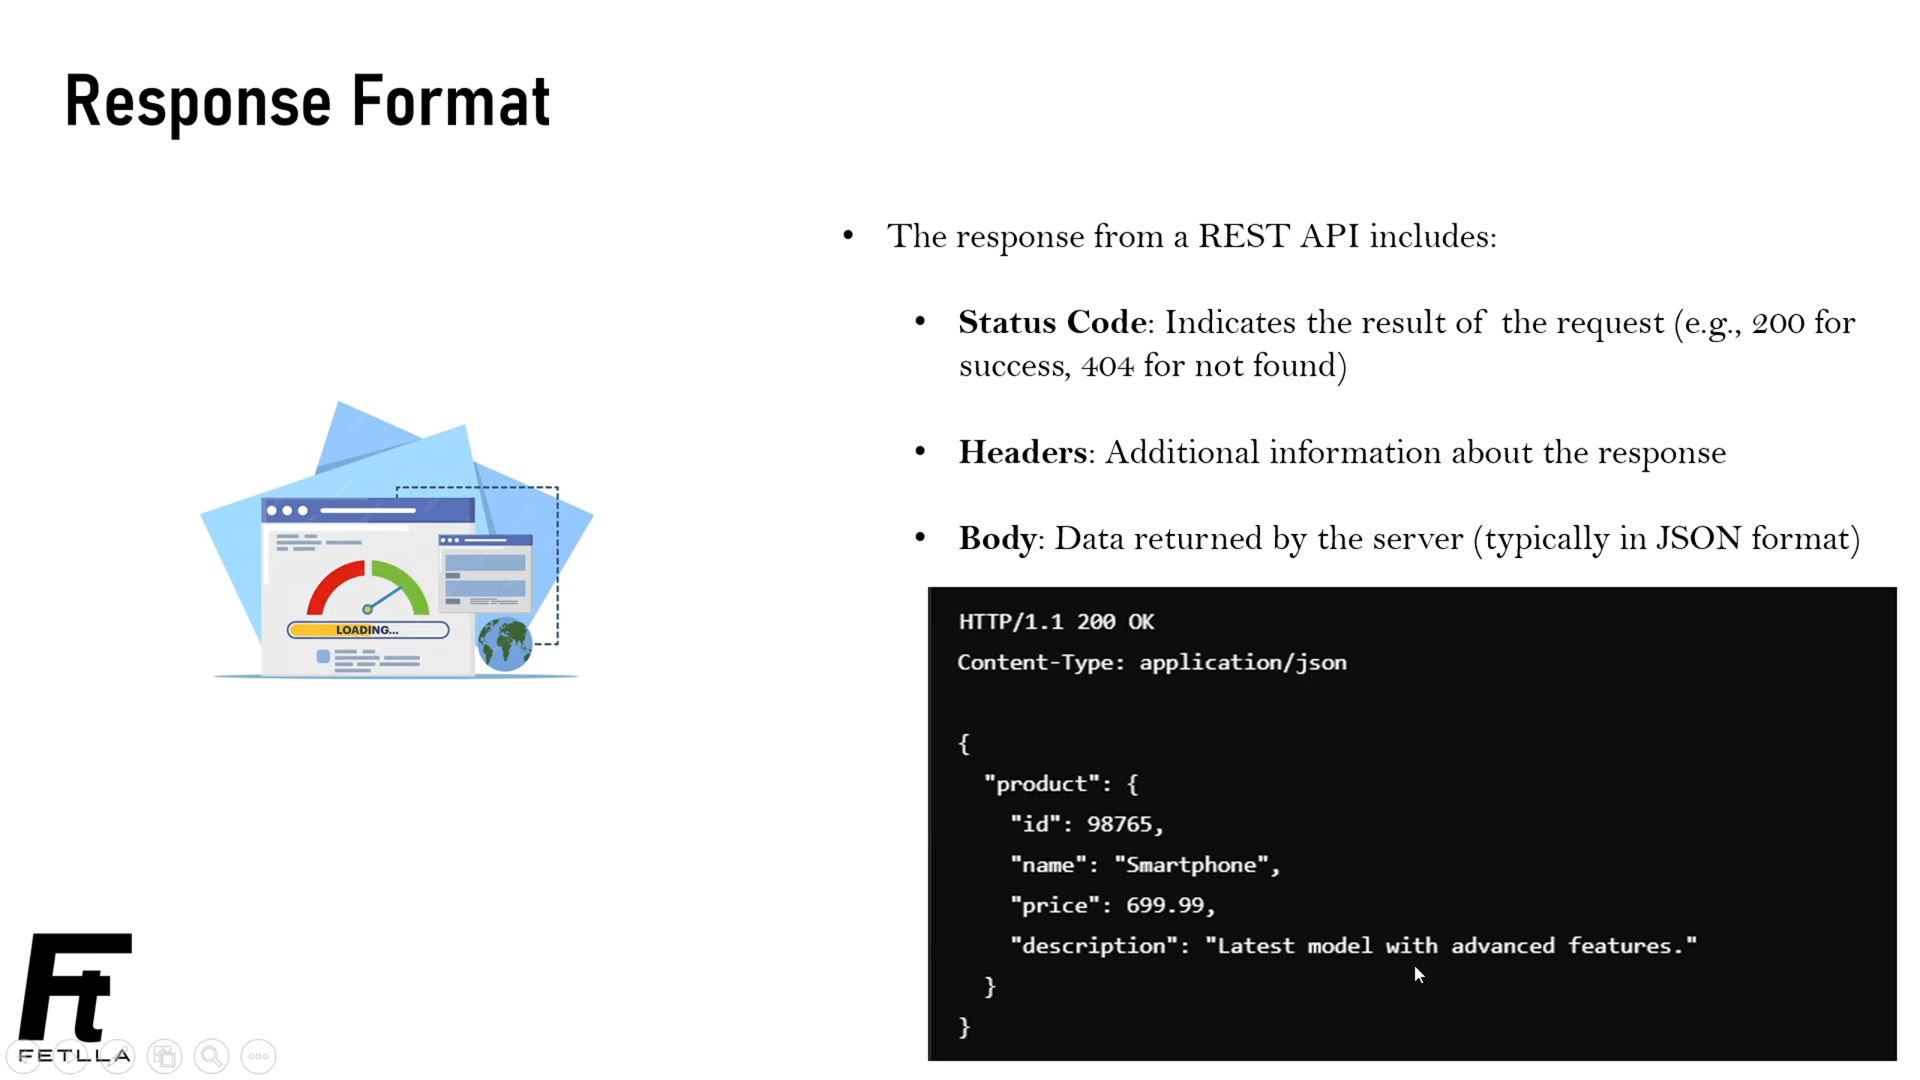 Response Format
• The response from a REST API includes:
• Status Code: Indicates the result of the request (e.g., 200 for
success, 404 for not found)
• Headers: Additional information about the response
• Body: Data returned by the server (typically in JSON format)
LOADING...
HTTP/1.1 200 OK
Content-Type: application/json
{
"product": {
"id": 98765,
"name": "Smartphone",
"price": 699.99,
"description": "Latest model with advanced features."
}
}
Ft
FETLLA